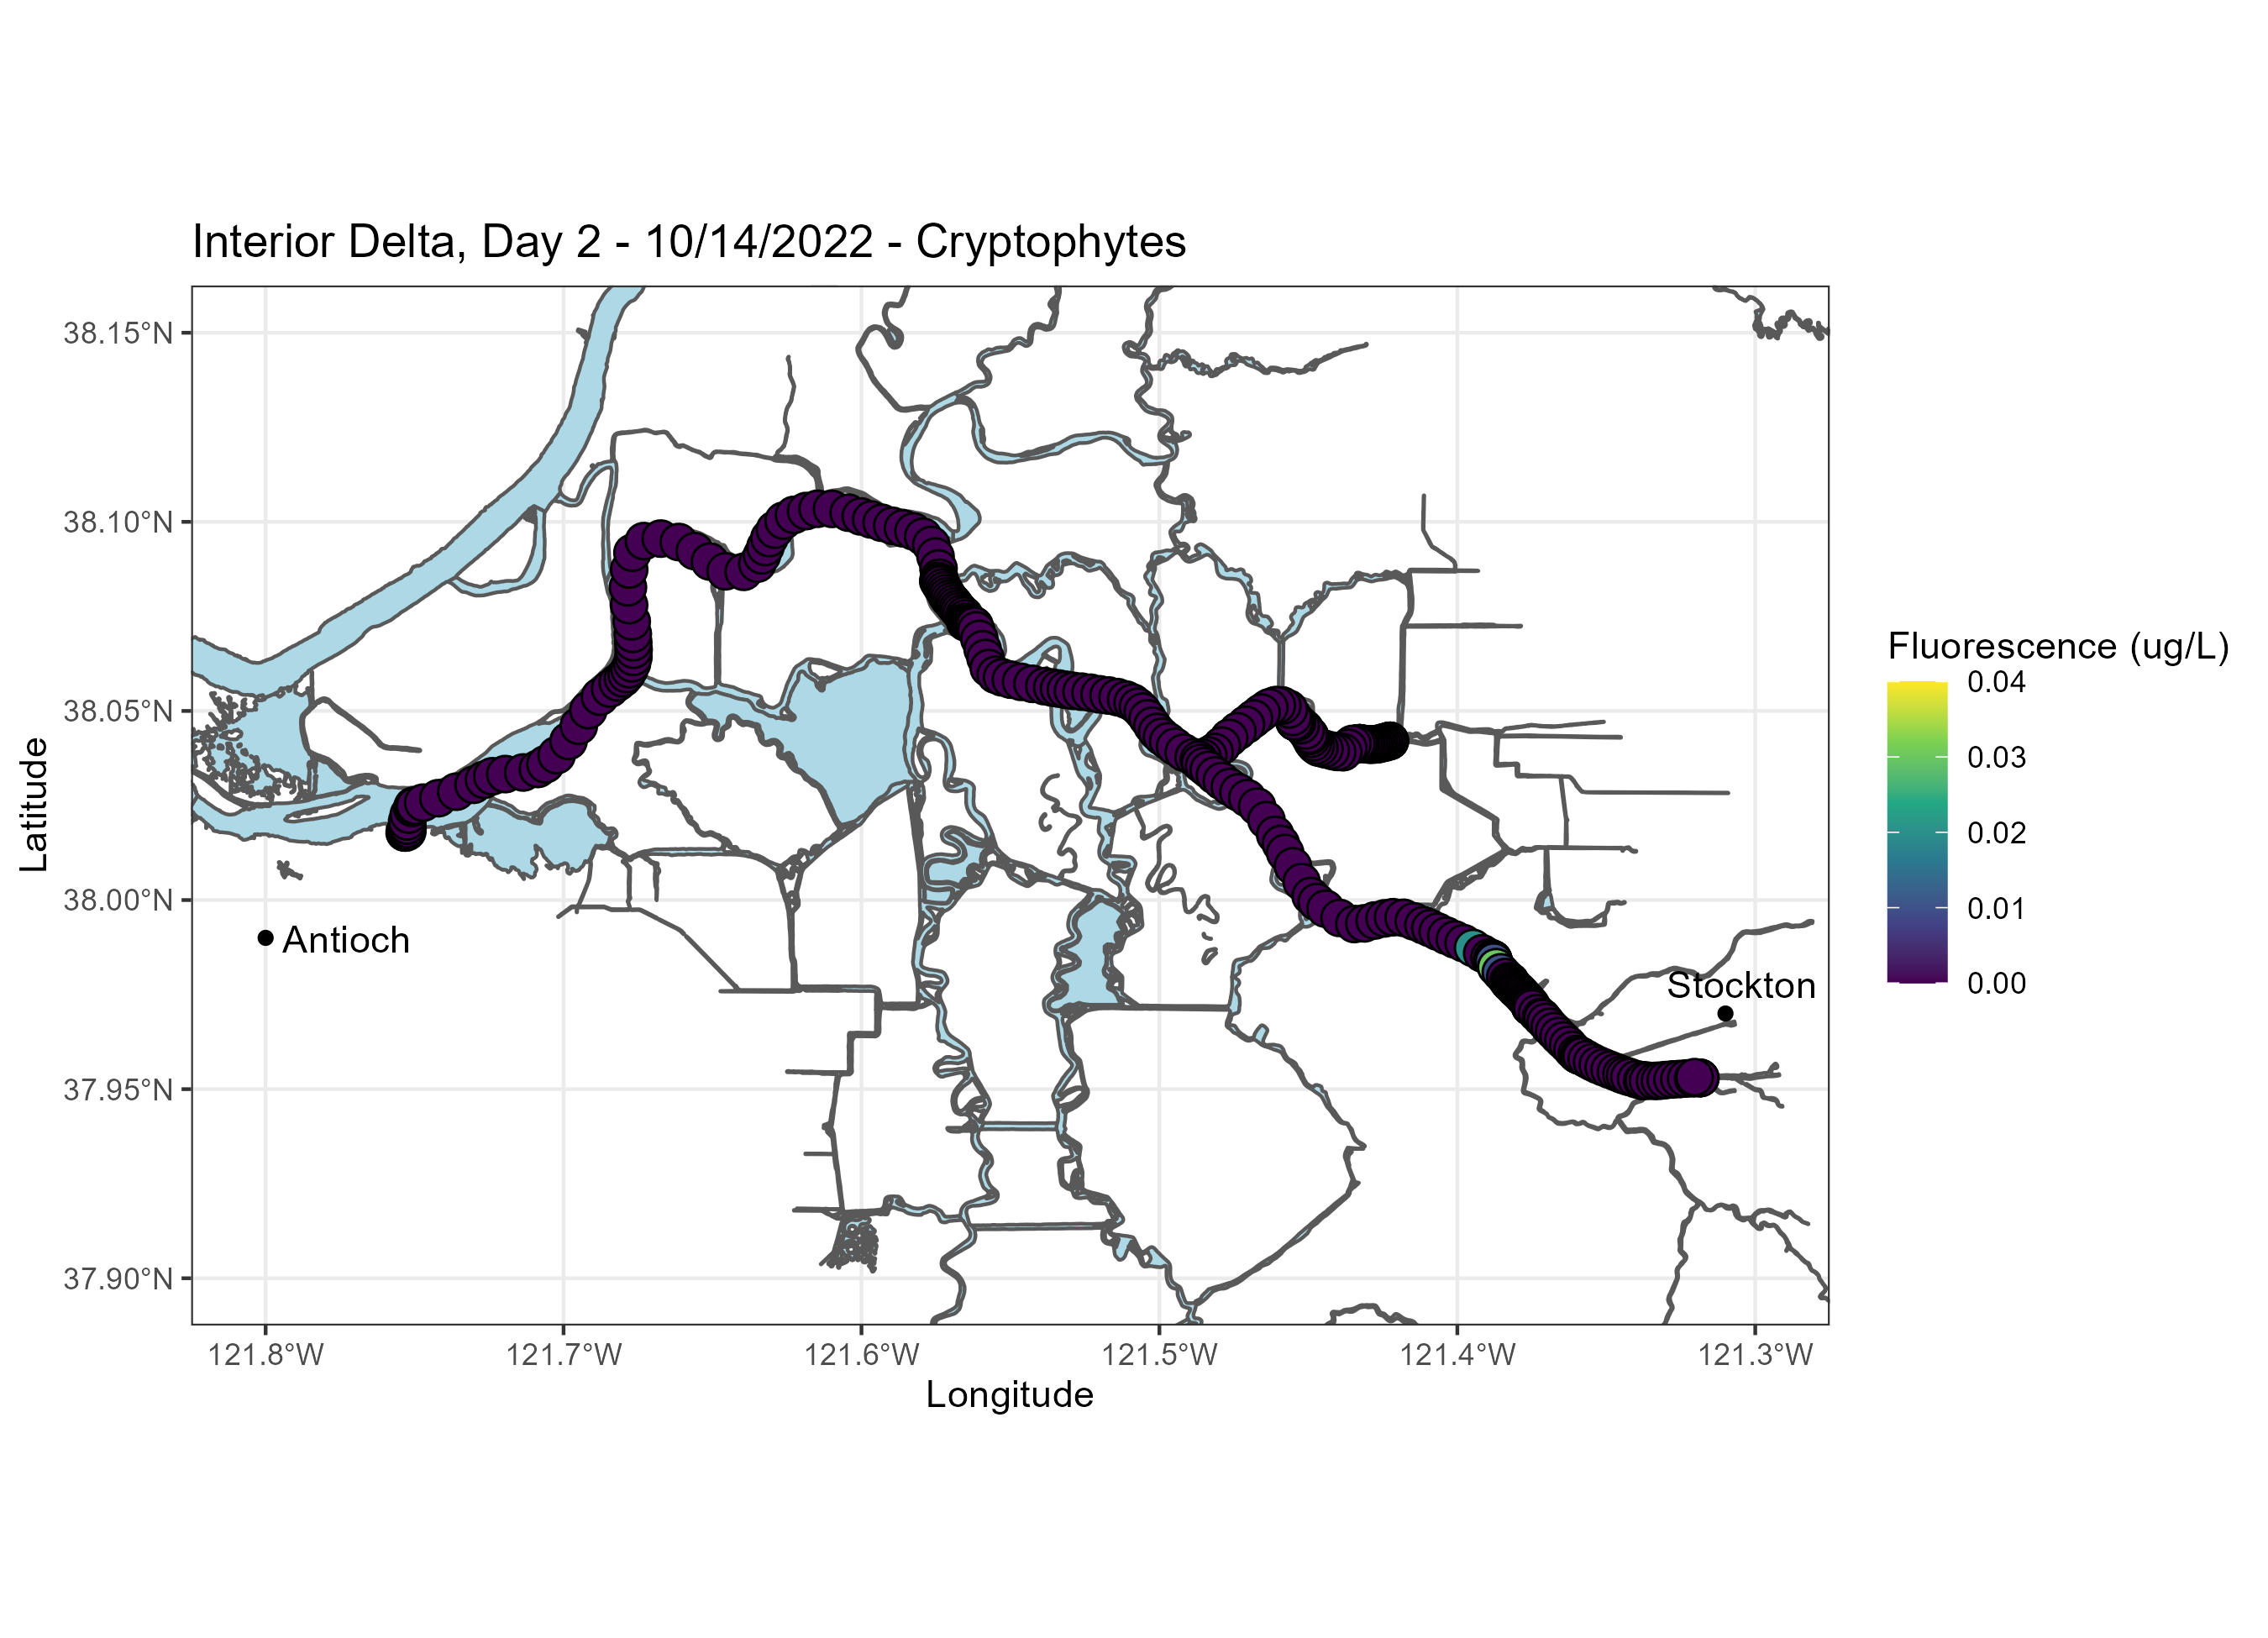 Interior Delta, Day 2 - 10/14/2022 - Cryptophytes
38.15°N
38.10°N
38.05°N
38.00°N
37.95°N
37.90°N
Latitude
Antioch
Stockton
121.8°W
121.7°W
121.6°W
121.5°W
121.4°W
121.3°W
Longitude
Fluorescence (ug/L)
0.04
0.03
0.02
0.01
0.00